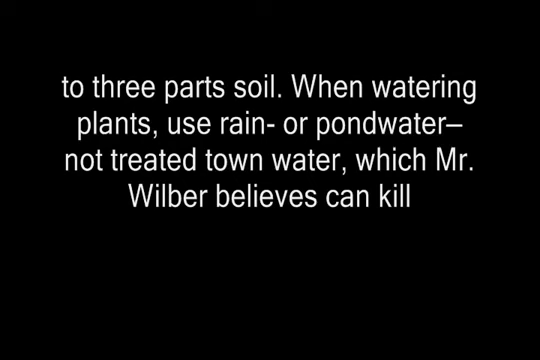 to three parts soil. When watering
plants, use rain- or pondwater–
not treated town water, which Mr.
Wilber believes can kill